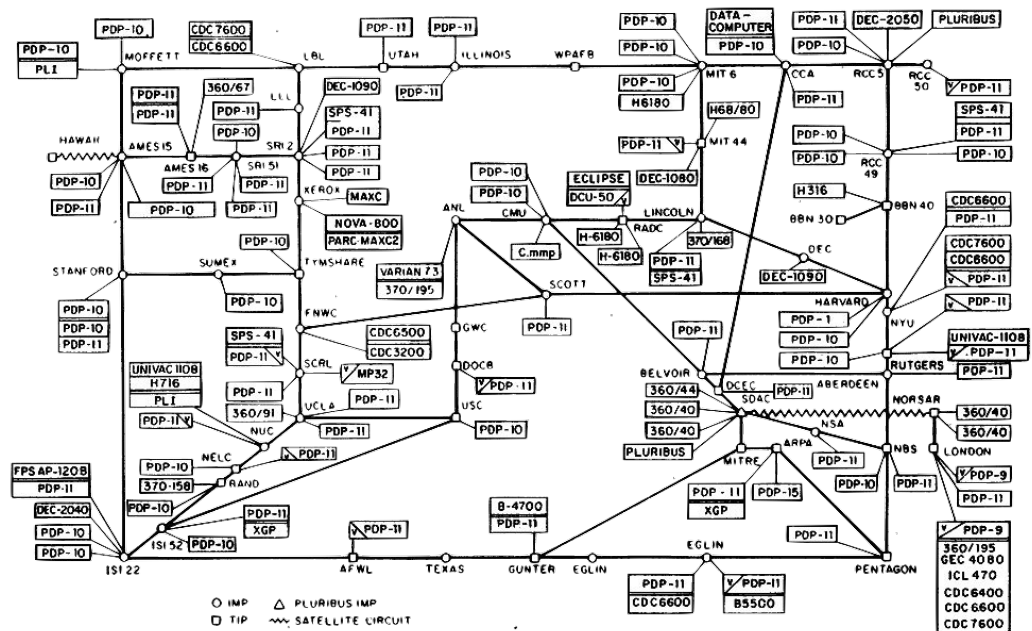 PDP-10
CDC7600
CDC6600
PDP-11
PDP-11
PDP-10
DATA-
COMPUTER
PDP-10
PDP-11
DEC-2050
PLURIBUS
PDP-10
PLI
MOFFETT
LBL
UTAH
ILLINOIS
WPAFB
PDP-10
MIT 6
CCA
PDP-10
RCC 5
RCC
50
PDP-11
PDP-10
H6180
PDP-11
PDP-11
PDP-11
PDP-11
360/67
LLL
PDP-11
DEC-1090
SPS-41
PDP-11
H68/80
SPS-41
PDP-11
HAWAII
AMES 15
AMES 16
PDP-10
SRI 51
SRI 2
PDP-11
PDP-11
MIT 44
PDP-10
PDP-10
RCC
49
PDP-10
PDP-10
PDP-11
PDP-10
PDP-11
PDP-11
PDP-11
PDP-11
DEC-1080
XEROX
MAXC
PDP-10
PDP-10
ECLIPSE
DCU-50
H316
BBN 40
BBN 30
CDC6600
PDP-11
NOVA-800
PARC-MAXC2
ANL
CMU
C.mmp
H-6180
RADC
H-6180
LINCOLN
370/168
PDP-11
SPS-41
DEC
DEC-1090
CDC7600
CDC6600
PDP-11
PDP-11
PDP-10
STANFORD
SUMEX
PDP-10
TYMSHARE
VARIAN 73
370/195
SCOTT
PDP-11
HARVARD
PDP-1
PDP-10
PDP-10
NYU
PDP-10
PDP-10
PDP-11
FNWC
CDC6500
CDC3200
GWC
SPS-41
PDP-11
SCRL
MP32
PDP-11
DOCB
PDP-11
PDP-11
UNIVAC-1108
PDP-11
RUTGERS
PDP-11
BELVOIR
DCEC
PDP-11
ABERDEEN
UNIVAC 1108
H716
PLI
360/91
UCLA
PDP-11
PDP-11
USC
PDP-10
360/44
360/40
360/40
PLURIBUS
SDAC
NORSAR
360/40
360/40
PDP-11
NUC
NSA
PDP-11
NBS
PDP-10
PDP-11
LONDON
PDP-9
PDP-11
NELC
PDP-10
PDP-11
RAND
370-158
PDP-10
MITRE
ARPA
PDP-11
XGP
PDP-15
FPS AP-120B
PDP-11
DEC-2040
PDP-10
PDP-10
ISI 22
ISI 52
PDP-11
XGP
PDP-10
PDP-11
AFWL
TEXAS
B-4700
PDP-11
GUNTER
EGLIN
EGLIN
PDP-11
CDC6600
PDP-11
B5500
PDP-11
PENTAGON
PDP-9
360/195
GEC 4080
ICL 470
CDC6400
CDC6600
CDC7600
IMP
PLURIBUS IMP
TIP
SATELLITE CIRCUIT